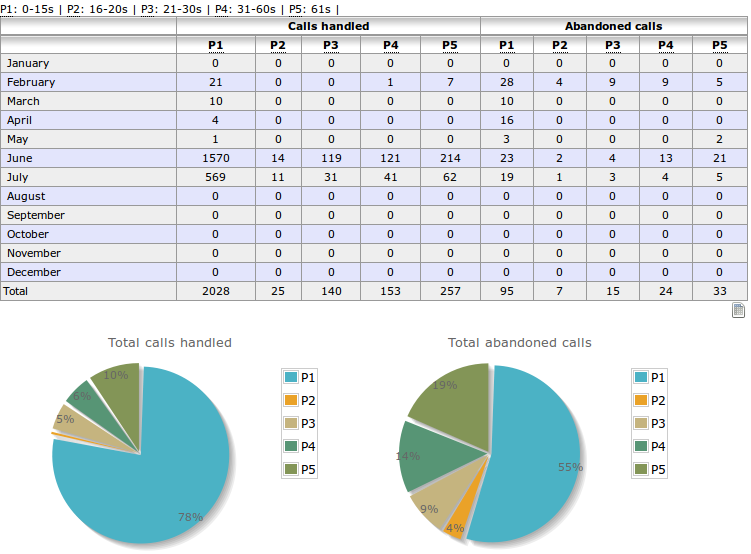 P1: 0-15s | P2: 16-20s | P3: 21-30s | P4: 31-60s | P5: 61s |
Calls handled Abandoned calls
P1 P2 P3 P4 P5 P1 P2 P3 P4 P5
January 0 0 0 0 0 0 0 0 0 0
February 21 0 0 1 7 28 4 9 9 5
March 10 0 0 0 0 10 0 0 0 0
April 4 0 0 0 0 16 0 0 0 0
May 1 0 0 0 0 3 0 0 0 2
June 1570 14 119 121 214 23 2 4 13 21
July 569 11 31 41 62 19 1 3 4 5
August 0 0 0 0 0 0 0 0 0 0
September 0 0 0 0 0 0 0 0 0 0
October 0 0 0 0 0 0 0 0 0 0
November 0 0 0 0 0 0 0 0 0 0
December 0 0 0 0 0 0 0 0 0 0
Total 2028 25 140 153 257 95 7 15 24 33
Total calls handled
10%
6%
5%
78%
P1
P2
P3
P4
P5
Total abandoned calls
19%
14%
9%
4%
55%
P1
P2
P3
P4
P5